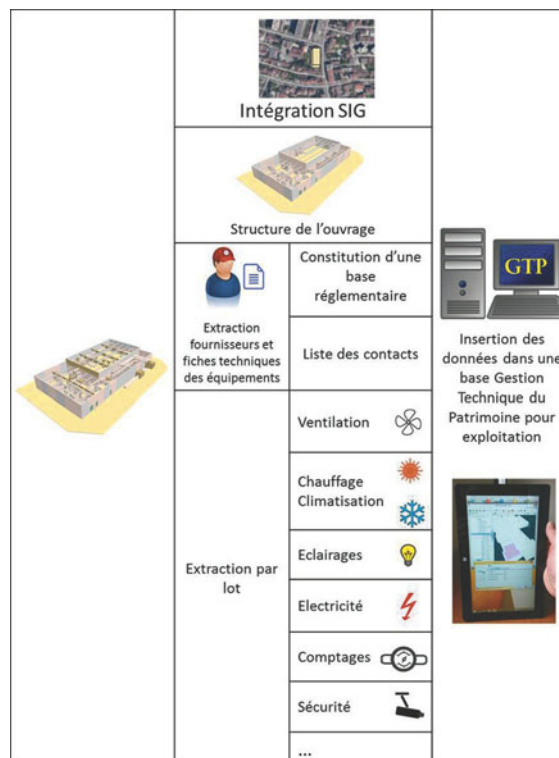 Intégration SIG
Structure de l'ouvrage
Extraction
fournisseurs et
fiches techniques
des équipements
Constitution d'une
base
réglementaire
Liste des contacts
Extraction par
lot
Ventilation
Chauffage
Climatisation
Eclairages
Electricité
Comptages
Sécurité
...
GTP
Insertion des
données dans une
base Gestion
Technique du
Patrimoine pour
exploitation